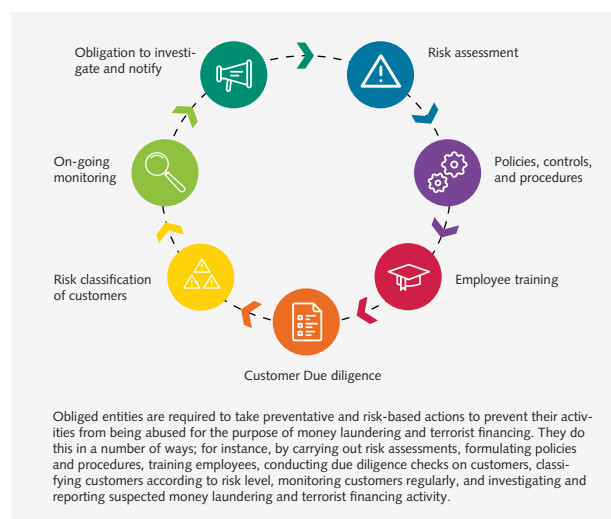 Obligation to investi-
gate and notify
Risk assessment
On-going
monitoring
Policies, controls,
and procedures
Risk classification
of customers
Employee training
Customer Due diligence
Obliged entities are required to take preventative and risk-based actions to prevent their activ-
ities from being abused for the purpose of money laundering and terrorist financing. They do
this in a number of ways; for instance, by carrying out risk assessments, formulating policies
and procedures, training employees, conducting due diligence checks on customers, classi-
fying customers according to risk level, monitoring customers regularly, and investigating and
reporting suspected money laundering and terrorist financing activity.